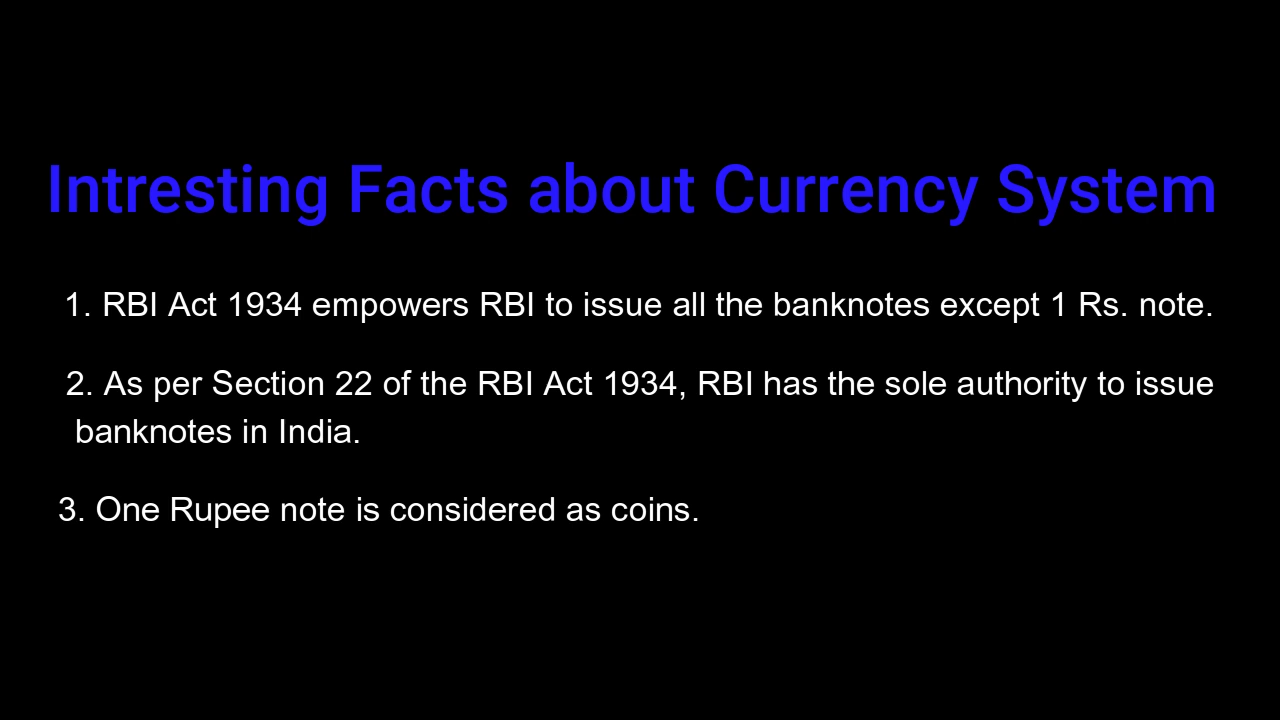 Intresting Facts about Currency System
1. RBI Act 1934 empowers RBI to issue all the banknotes except 1 Rs. note.
2. As per Section 22 of the RBI Act 1934, RBI has the sole authority to issue
banknotes in India.
3. One Rupee note is considered as coins.